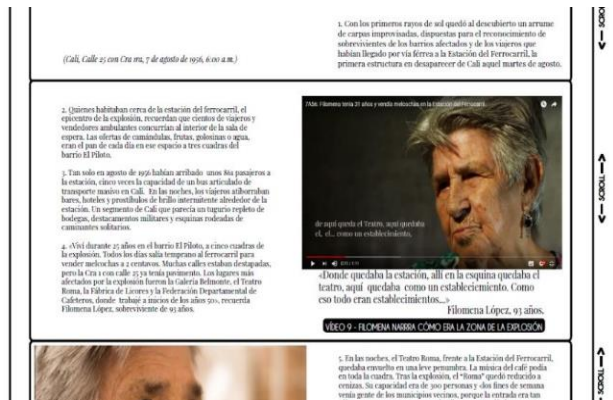 1. Con los primeros rayos de sol quedó al descubierto un arrume
de carpas improvisadas, dispuestas para el reconocimiento de
sobrevivientes de los barrios afectados y de los viajeros que
habían llegado por vía férrea a la Estación del Ferrocarril, la
primera estructura en desaparecer de Cali aquel martes de agosto.
(Cali, Calle 25 con Cra 1ra, 7 de agosto de 1956, 6:00 a.m.)
2. Quienes habitaban cerca de la estación del ferrocarril, el
epicentro de la explosión, recuerdan que cientos de viajeros y
vendedores ambulantes concurrían al interior de la sala de
espera. Las ofertas de camándulas, frutas, golosinas o agua,
eran el pan de cada día en ese espacio a tres cuadras del
barrio El Piloto.
3. Tan solo en agosto de 1956 habían arribado unos 861 pasajeros a
la estación, cinco veces la capacidad de un bus articulado de
transporte masivo en Cali. En las noches, los viajeros atiborraban
bares, hoteles y prostíbulos de brillo intermitente alrededor de la
estación. Un segmento de Cali que parecía un tugurio repleto de
bodegas, destacamentos militares y esquinas rodeadas de
caminantes solitarios.
4. «Viví durante 25 años en el barrio El Piloto, a cinco cuadras de
la explosión. Todos los días salía temprano al ferrocarril para
vender melcochas a 2 centavos. Muchas calles estaban destapadas,
pero la Cra 1 con calle 25 ya tenía pavimento. Los lugares más
afectados por la explosión fueron la Galería Belmonte, el Teatro
Roma, la Fábrica de Licores y la Federación Departamental de
Cafeteros, donde trabajé a inicios de los años 50», recuerda
Filomena López, sobreviviente de 93 años.
7A56: Filomena tenía 31 años y vendía melcochas en la Estación del Ferrocarril.
de aquí queda el Teatro, aquí quedaba
el, el... como un establecimiento,
«Donde quedaba la estación, allí en la esquina quedaba el
teatro, aquí quedaba como un establecimiento. Como
eso todo eran establecimientos...»
Filomena López, 93 años.
VÍDEO 9 - FILOMENA NARRRA CÓMO ERA LA ZONA DE LA EXPLOSIÓN
5. En las noches, el Teatro Roma, frente a la Estación del Ferrocarril,
quedaba envuelto en una leve penumbra. La música del café podía
en toda la cuadra. Tras la explosión, el "Roma" quedó reducido a
cenizas. Su capacidad era de 300 personas y «los fines de semana
venía gente de los municipios vecinos, porque la entrada era tan
SCROLL
SCROLL
SCROLL